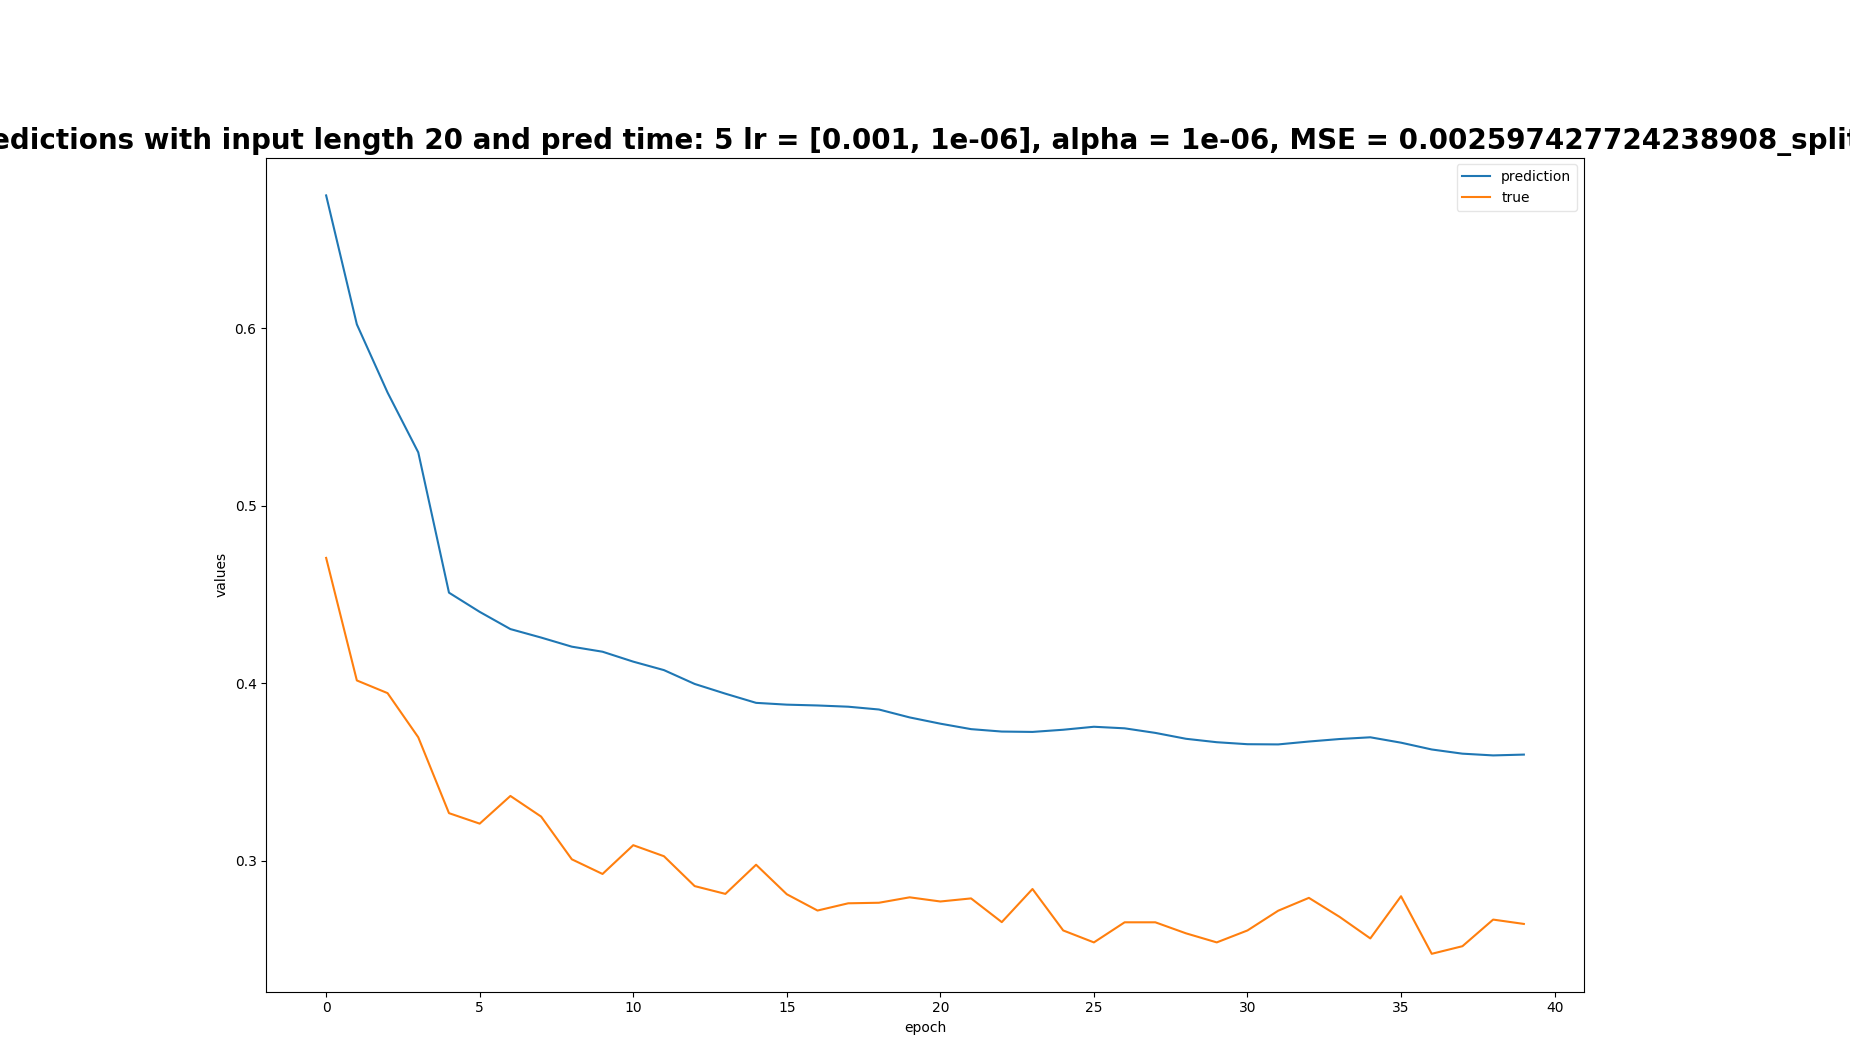 edictions with input length 20 and pred time: 5 lr = [0.001, 1e-06], alpha = 1e-06, MSE = 0.002597427724238908_split
prediction
true
0.6
0.5
0.4
0.3
values
0 5 10 15 20 25 30 35 40
epoch